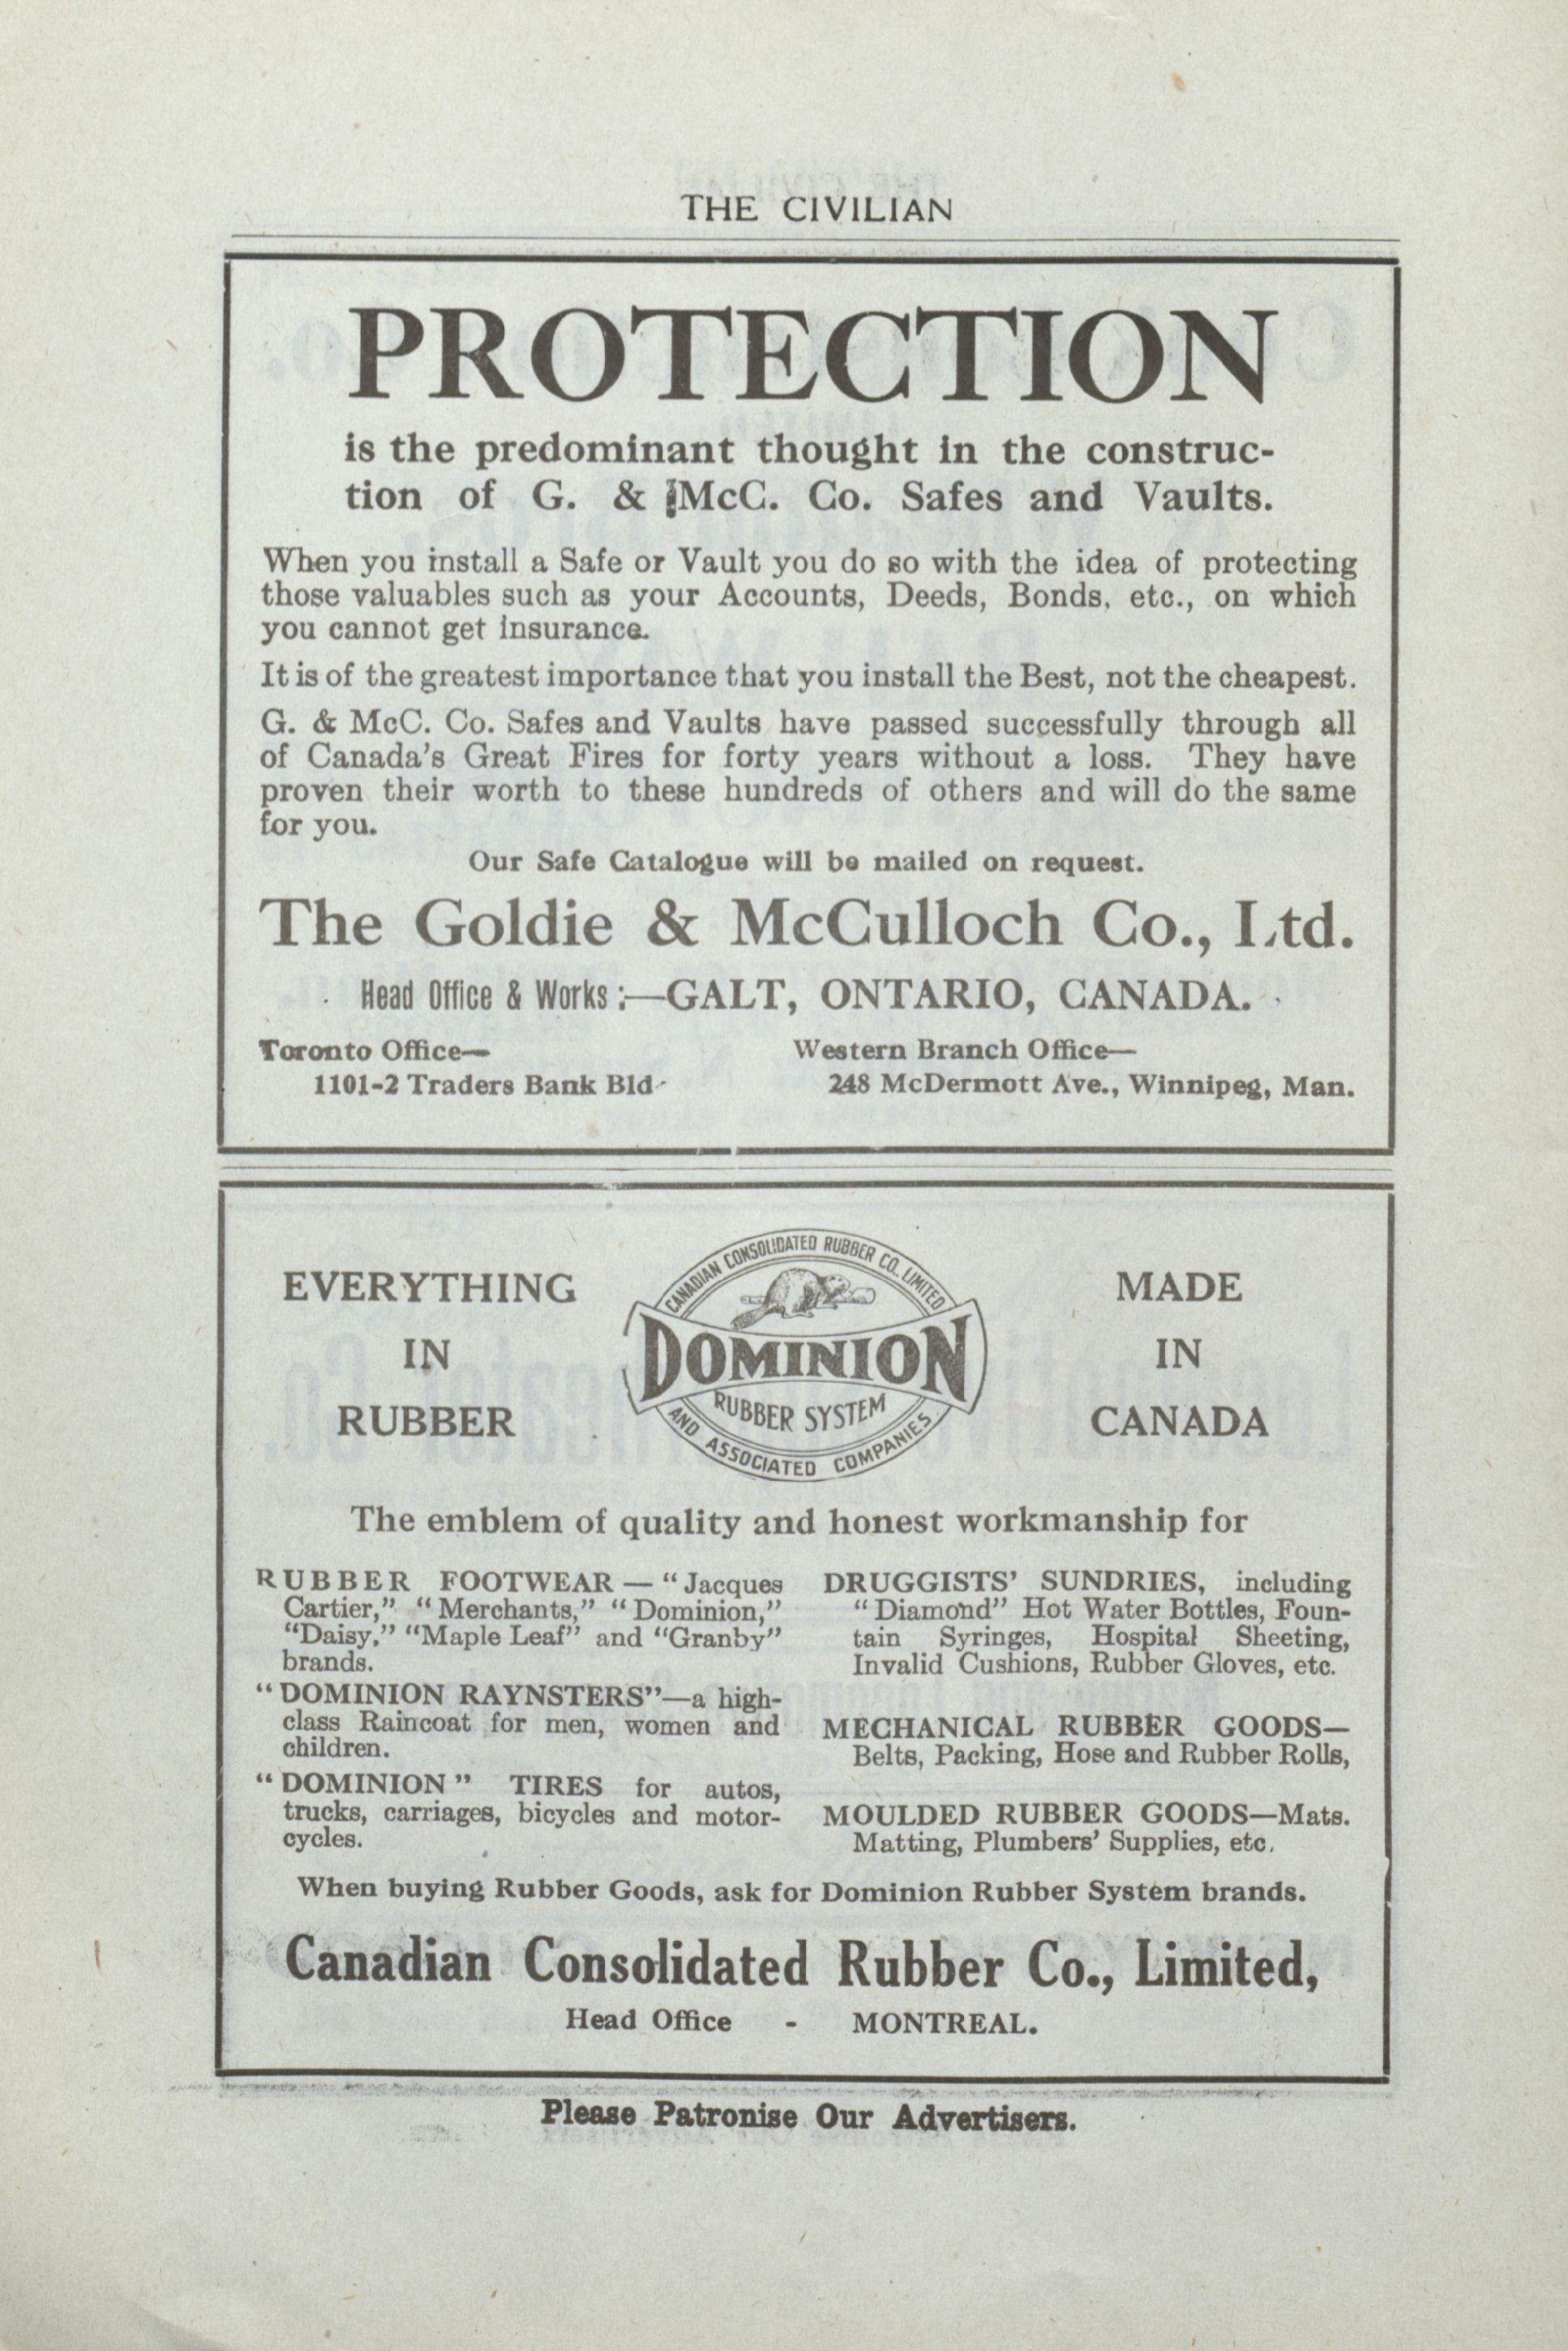 THE CIVILIAN
PROTECTION
is the predominant thought in the construc-
tion of G. & McC. Co. Safes and Vaults.
When you install a Safe or Vault you do so with the idea of protecting
those valuables such as your Accounts, Deeds, Bonds, etc., on which
you cannot get insurance.
It is of the greatest importance that you install the Best, not the cheapest.
G. & McC. Co. Safes and Vaults have passed successfully through all
of Canada's Great Fires for forty years without a loss. They have
proven their worth to these hundreds of others and will do the same
for you.
Our Safe Catalogue will be mailed on request.
The Goldie & McCulloch Co., Ltd.
Head Office & Works:—GALT, ONTARIO, CANADA.
Toronto Office—
1101-2 Traders Bank Bld
Western Branch Office—
248 McDermott Ave., Winnipeg, Man.
EVERYTHING
IN
RUBBER
CANADIAN CONSOLIDATED RUBBER CO. LIMITED
DOMINION
RUBBER SYSTEM
AND ASSOCIATED COMPANIES
MADE
IN
CANADA
The emblem of quality and honest workmanship for
RUBBER FOOTWEAR — "Jacques
Cartier," "Merchants," "Dominion,"
"Daisy," "Maple Leaf" and "Granby"
brands.
"DOMINION RAYNSTERS"—a high-
class Raincoat for men, women and
children.
"DOMINION" TIRES for autos,
trucks, carriages, bicycles and motor-
cycles.
DRUGGISTS' SUNDRIES, including
"Diamond" Hot Water Bottles, Foun-
tain Syringes, Hospital Sheeting,
Invalid Cushions, Rubber Gloves, etc.
MECHANICAL RUBBER GOODS—
Belts, Packing, Hose and Rubber Rolls,
MOULDED RUBBER GOODS—Mats.
Matting, Plumbers' Supplies, etc.
When buying Rubber Goods, ask for Dominion Rubber System brands.
Canadian Consolidated Rubber Co., Limited,
Head Office - MONTREAL.
Please Patronise Our Advertisers.